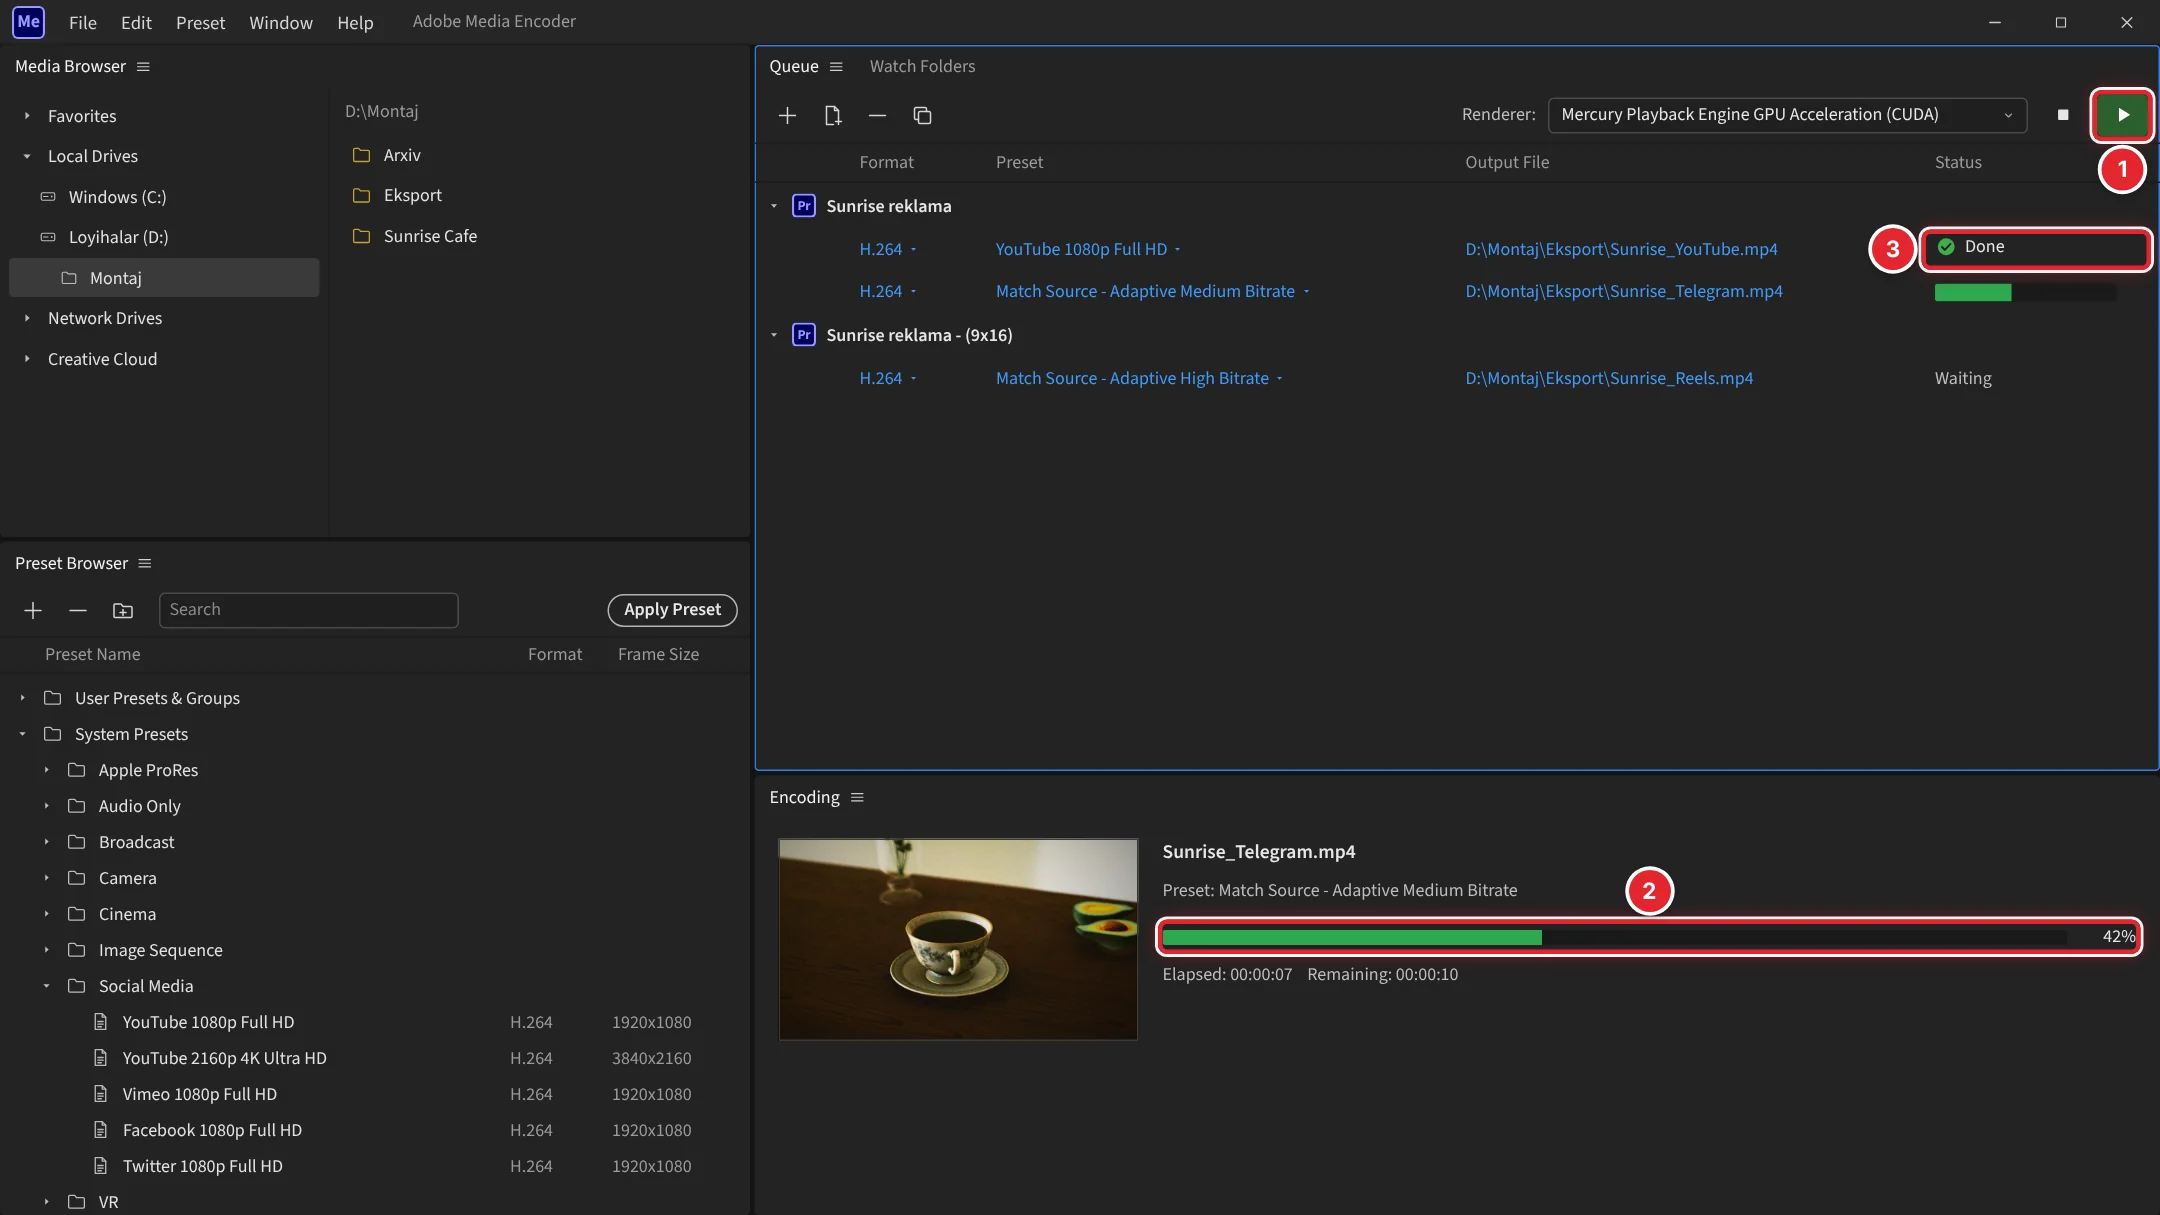 Me File Edit Preset Window Help Adobe Media Encoder
Media Browser
Favorites
Local Drives
Windows (C:)
Loyihalar (D:)
Montaj
Network Drives
Creative Cloud
D:\Montaj
Arxiv
Eksport
Sunrise Cafe
Queue Watch Folders
Renderer: Mercury Playback Engine GPU Acceleration (CUDA)
1
Format Preset Output File Status
Pr Sunrise reklama
H.264 YouTube 1080p Full HD D:\Montaj\Eksport\Sunrise_YouTube.mp4 3 Done
H.264 Match Source - Adaptive Medium Bitrate D:\Montaj\Eksport\Sunrise_Telegram.mp4
Pr Sunrise reklama - (9x16)
H.264 Match Source - Adaptive High Bitrate D:\Montaj\Eksport\Sunrise_Reels.mp4 Waiting
Preset Browser
Search Apply Preset
Preset Name Format Frame Size
User Presets & Groups
System Presets
Apple ProRes
Audio Only
Broadcast
Camera
Cinema
Image Sequence
Social Media
YouTube 1080p Full HD H.264 1920x1080
YouTube 2160p 4K Ultra HD H.264 3840x2160
Vimeo 1080p Full HD H.264 1920x1080
Facebook 1080p Full HD H.264 1920x1080
Twitter 1080p Full HD H.264 1920x1080
VR
Encoding
Sunrise_Telegram.mp4
Preset: Match Source - Adaptive Medium Bitrate
2
42%
Elapsed: 00:00:07 Remaining: 00:00:10